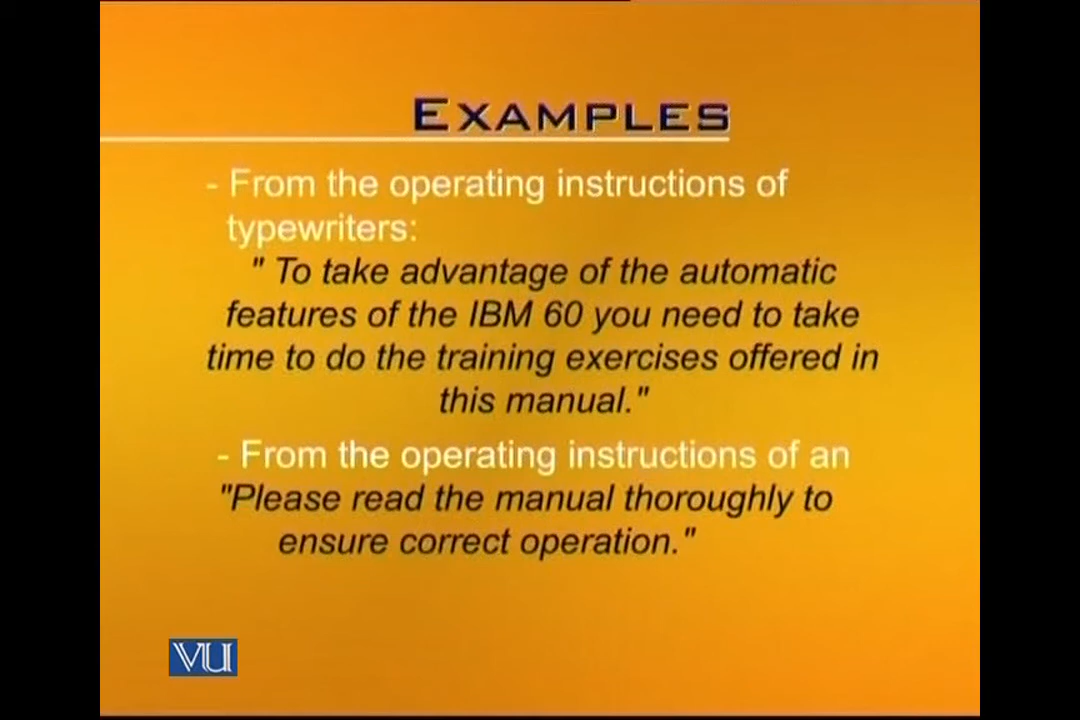 EXAMPLES
- From the operating instructions of
typewriters:
" To take advantage of the automatic
features of the IBM 60 you need to take
time to do the training exercises offered in
this manual."
- From the operating instructions of an
"Please read the manual thoroughly to
ensure correct operation."
VU